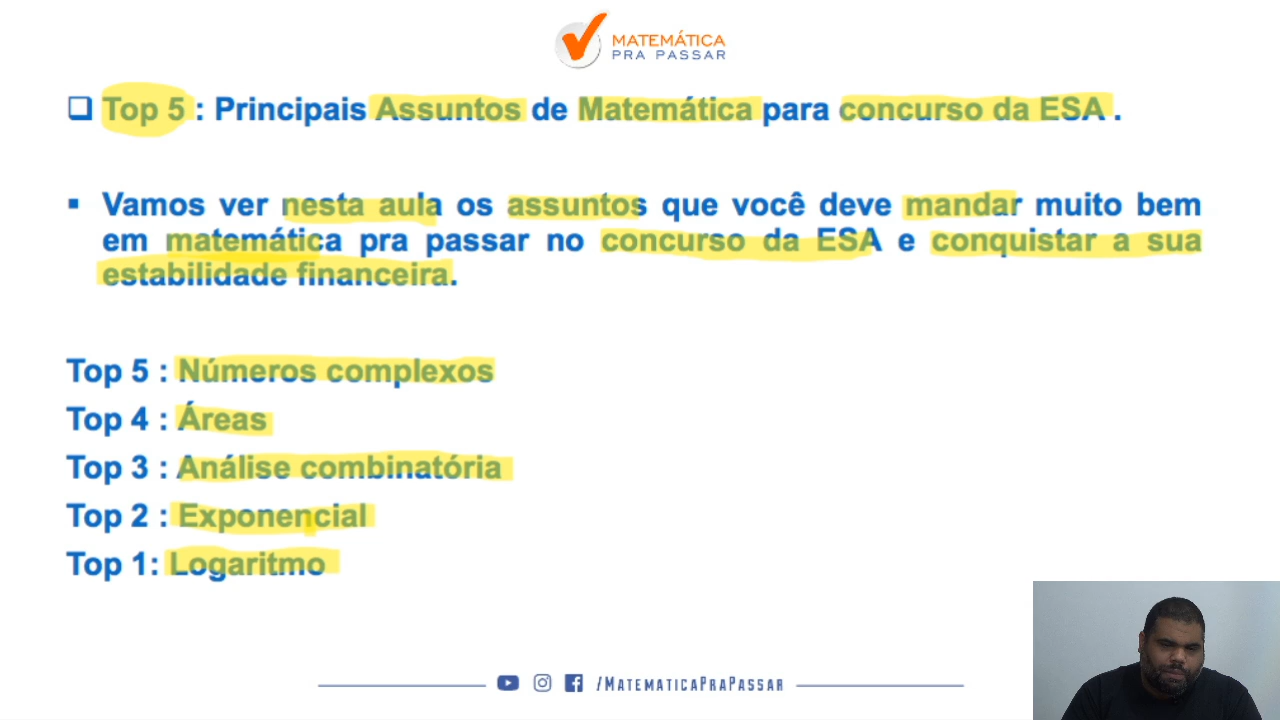 MATEMÁTICA
PRA PASSAR
Top 5 : Principais Assuntos de Matemática para concurso da ESA .
Vamos ver nesta aula os assuntos que você deve mandar muito bem
em matemática pra passar no concurso da ESA e conquistar a sua
estabilidade financeira.
Top 5 : Números complexos
Top 4 : Áreas
Top 3 : Análise combinatória
Top 2 : Exponencial
Top 1: Logaritmo
/MATEMATICAPRAPASSAR